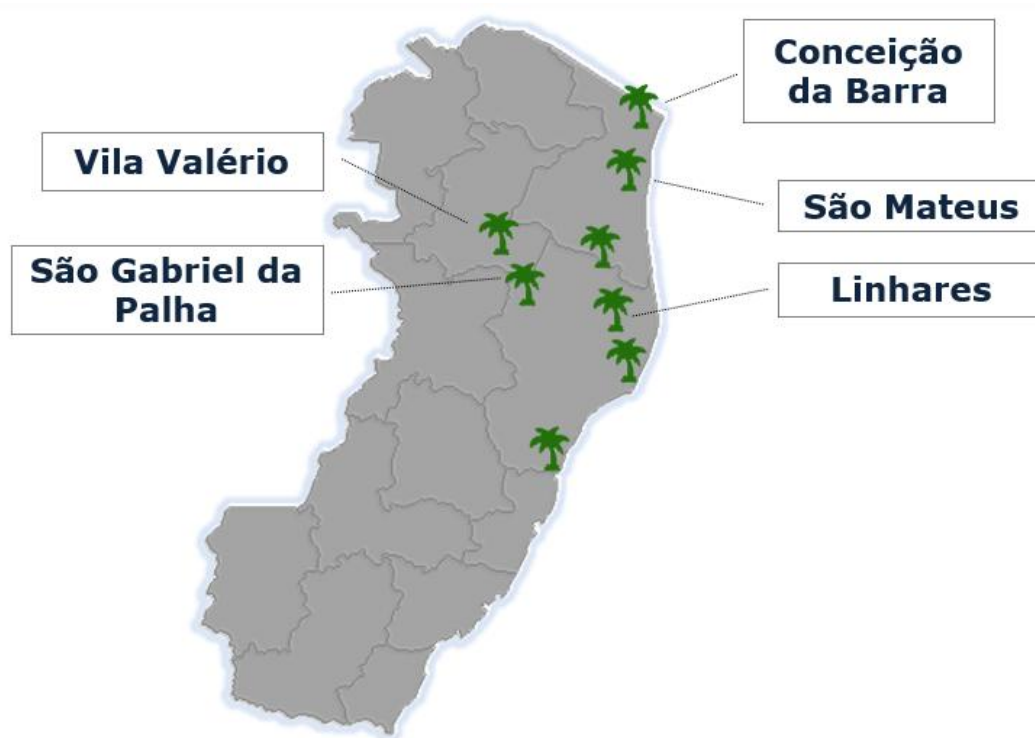 Conceição
da Barra
Vila Valério
São Mateus
São Gabriel da
Palha
Linhares